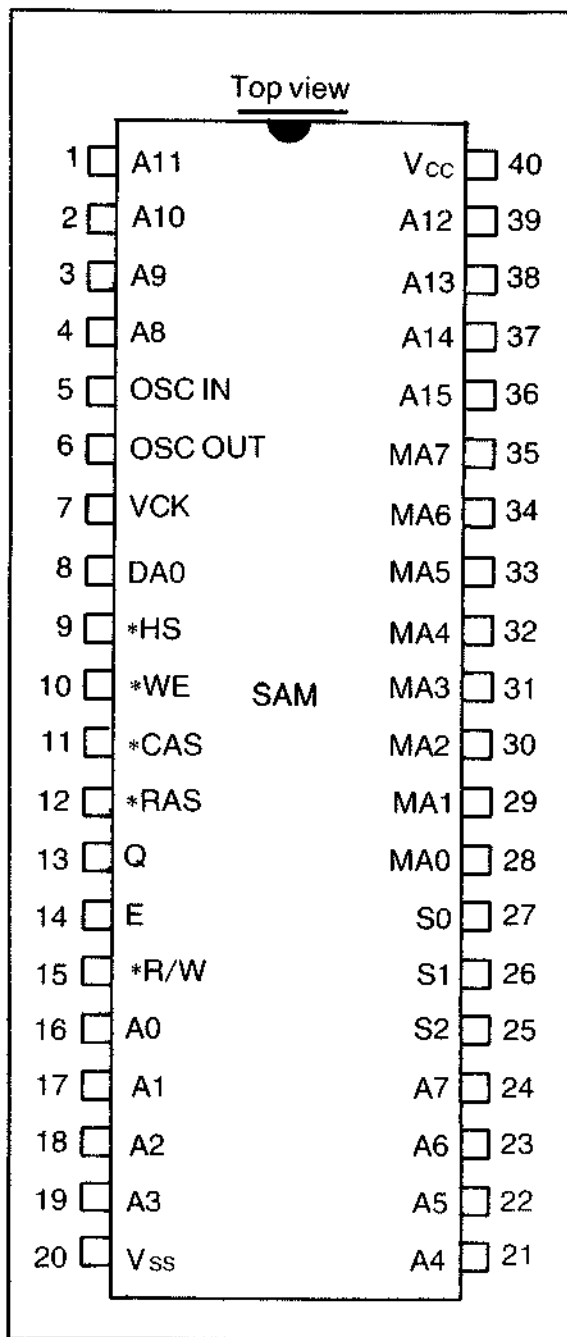 Top view
1 A11 VCC 40
2 A10 A12 39
3 A9 A13 38
4 A8 A14 37
5 OSC IN A15 36
6 OSC OUT MA7 35
7 VCK MA6 34
8 DA0 MA5 33
9 *HS MA4 32
10 *WE SAM MA3 31
11 *CAS MA2 30
12 *RAS MA1 29
13 Q MA0 28
14 E S0 27
15 *R/W S1 26
16 A0 S2 25
17 A1 A7 24
18 A2 A6 23
19 A3 A5 22
20 VSS A4 21